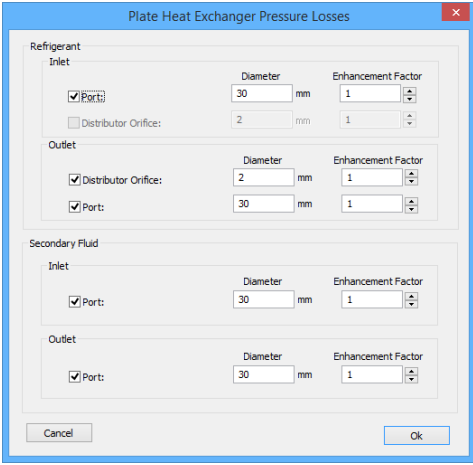 Plate Heat Exchanger Pressure Losses
Refrigerant
Inlet
Diameter Enhancement Factor
Port: 30 mm 1
Distributor Orifice: 2 mm 1
Outlet
Diameter Enhancement Factor
Distributor Orifice: 2 mm 1
Port: 30 mm 1
Secondary Fluid
Inlet
Diameter Enhancement Factor
Port: 30 mm 1
Outlet
Diameter Enhancement Factor
Port: 30 mm 1
Cancel Ok